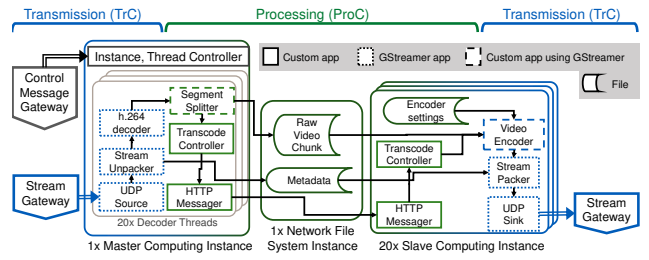 Transmission (TrC)
Processing (ProC)
Transmission (TrC)
Instance, Thread Controller
Custom app
GStreamer app
Custom app using GStreamer
File
Control
Message
Gateway
Segment
Splitter
h.264
decoder
Transcode
Controller
Stream
Unpacker
Stream
Gateway
UDP
Source
HTTP
Messager
20x Decoder Threads
1x Master Computing Instance
Raw
Video
Chunk
Metadata
1x Network File
System Instance
Encoder
settings
Video
Encoder
Transcode
Controller
Stream
Packer
HTTP
Messager
UDP
Sink
Stream
Gateway
20x Slave Computing Instance